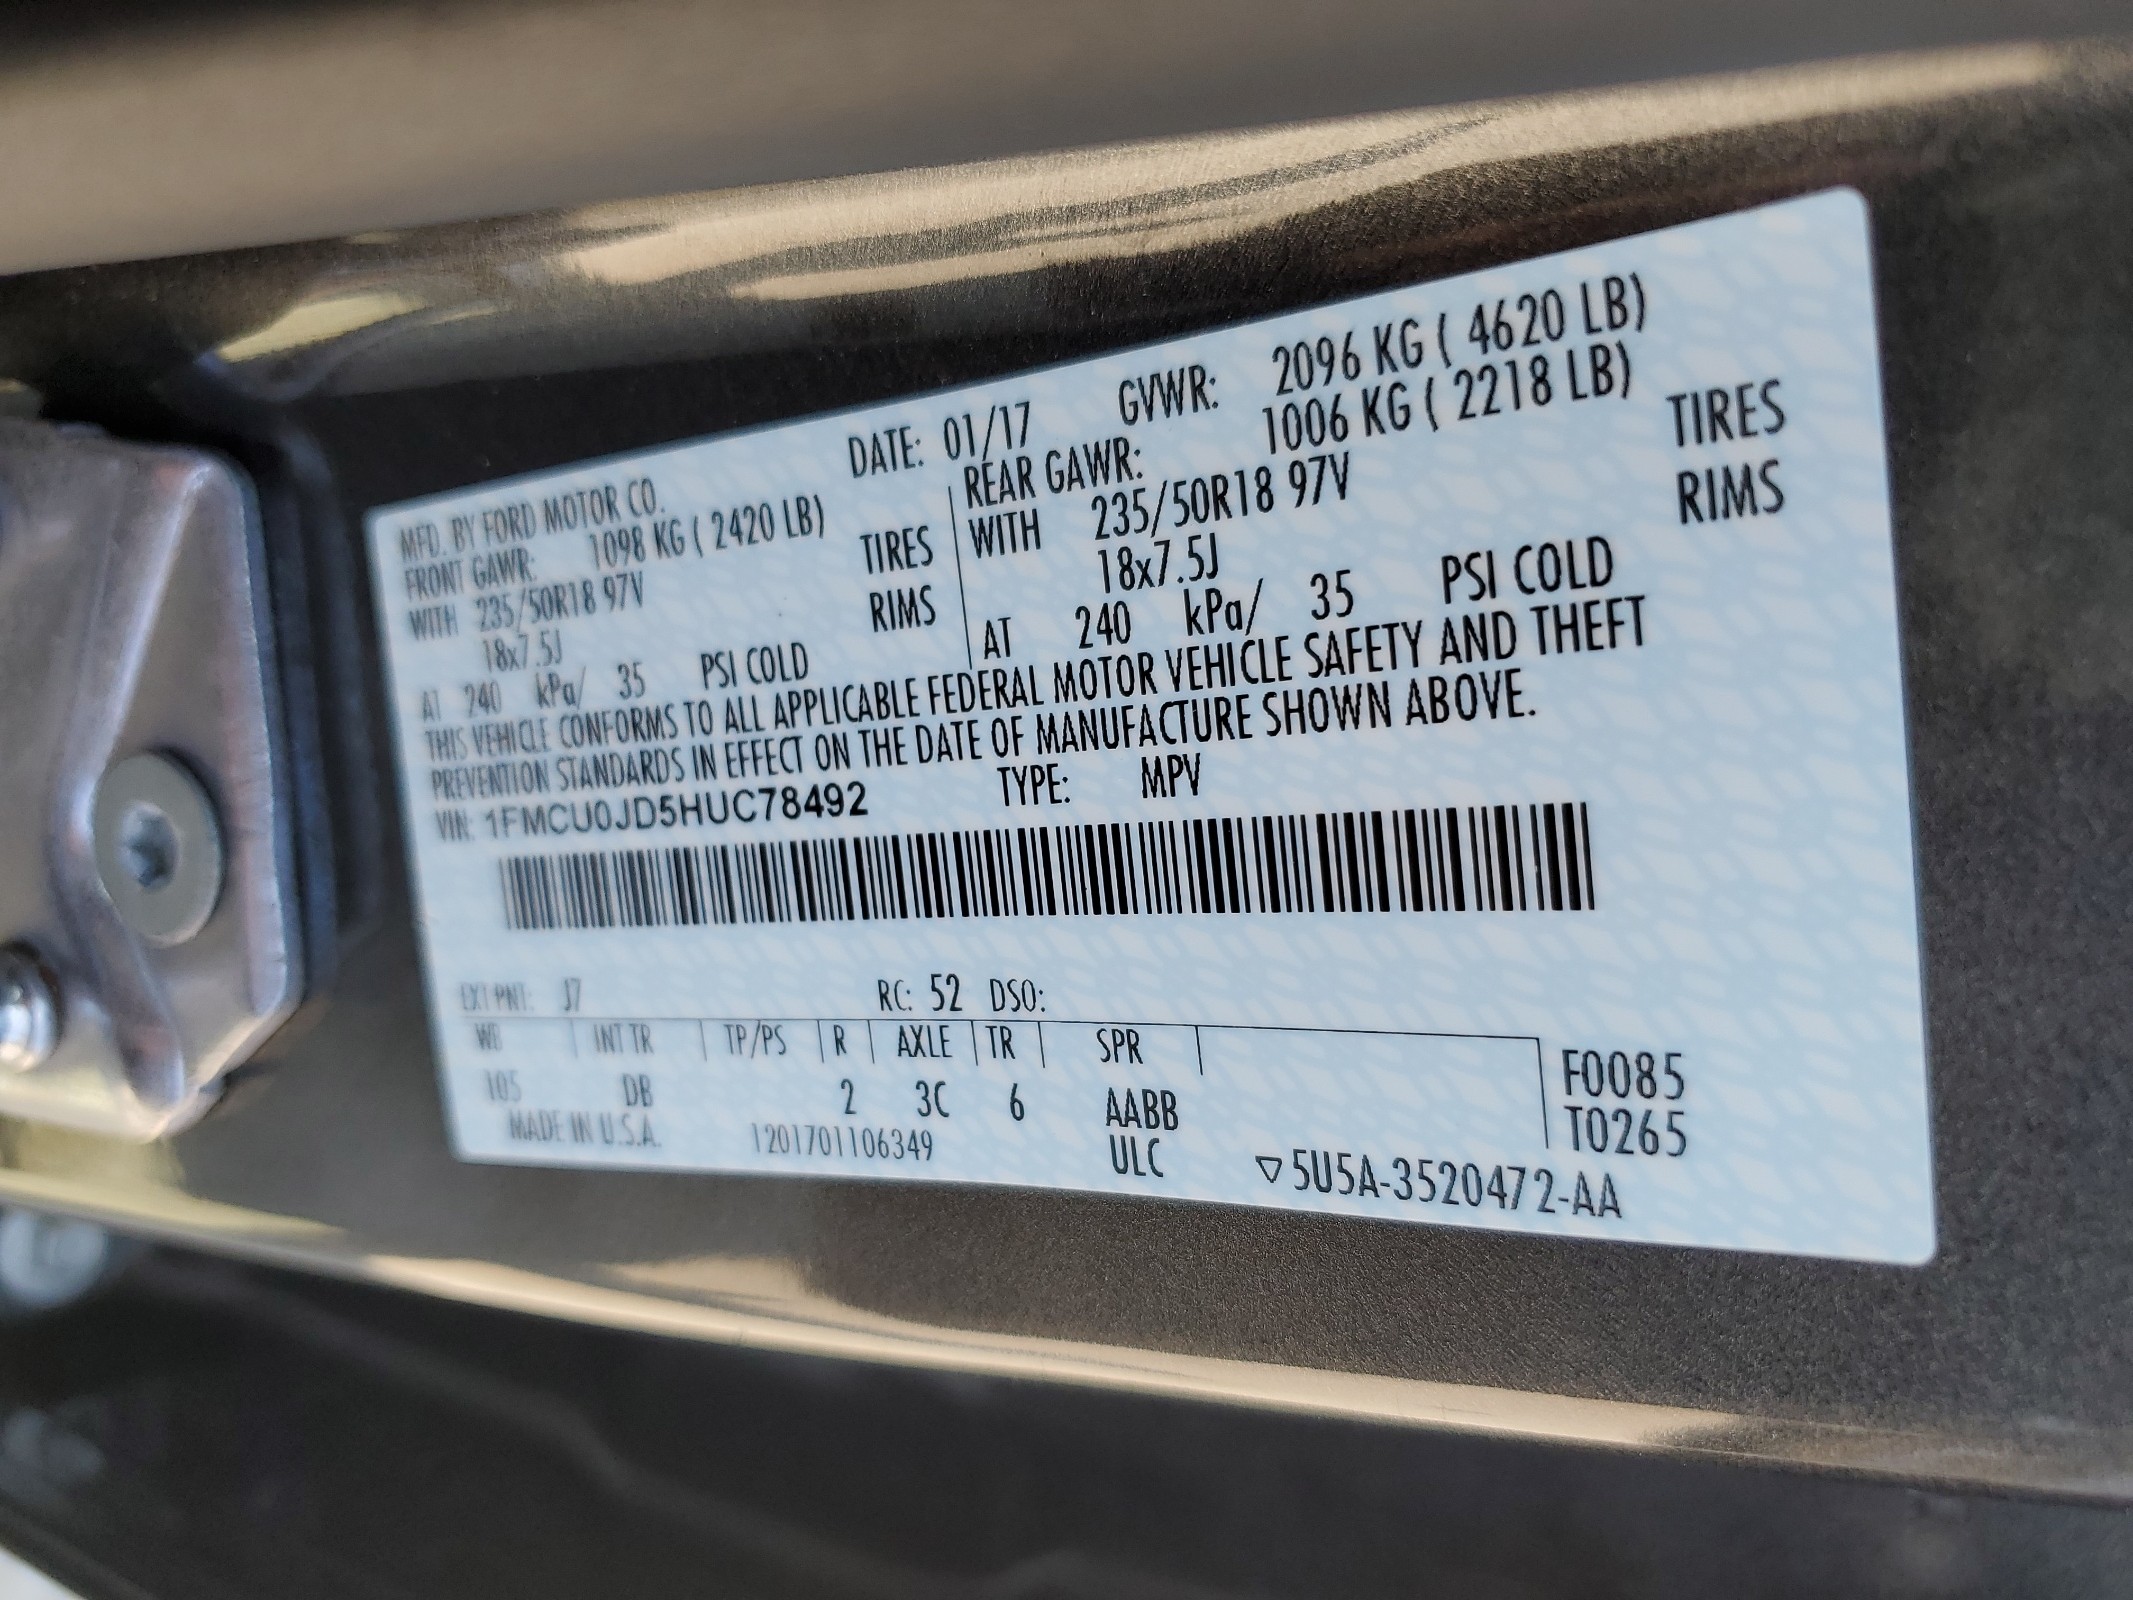 MFD. BY FORD MOTOR CO. DATE: 01/17 GVWR: 2096 KG ( 4620 LB)
FRONT GAWR: 1098 KG ( 2420 LB) REAR GAWR: 1006 KG ( 2218 LB)
WITH 235/50R18 97V TIRES WITH 235/50R18 97V TIRES
18x7.5J RIMS 18x7.5J RIMS
AT 240 kPa/ 35 PSI COLD AT 240 kPa/ 35 PSI COLD
THIS VEHICLE CONFORMS TO ALL APPLICABLE FEDERAL MOTOR VEHICLE SAFETY AND THEFT
PREVENTION STANDARDS IN EFFECT ON THE DATE OF MANUFACTURE SHOWN ABOVE.
VIN: 1FMCU0JD5HUC78492 TYPE: MPV
EXT PNT: J7 RC: 52 DSO:
WB INT TR TP/PS R AXLE TR SPR F0085
105 DB 2 3C 6 AABB T0265
MADE IN U.S.A. 1201701106349 ULC ▽5U5A-3520472-AA